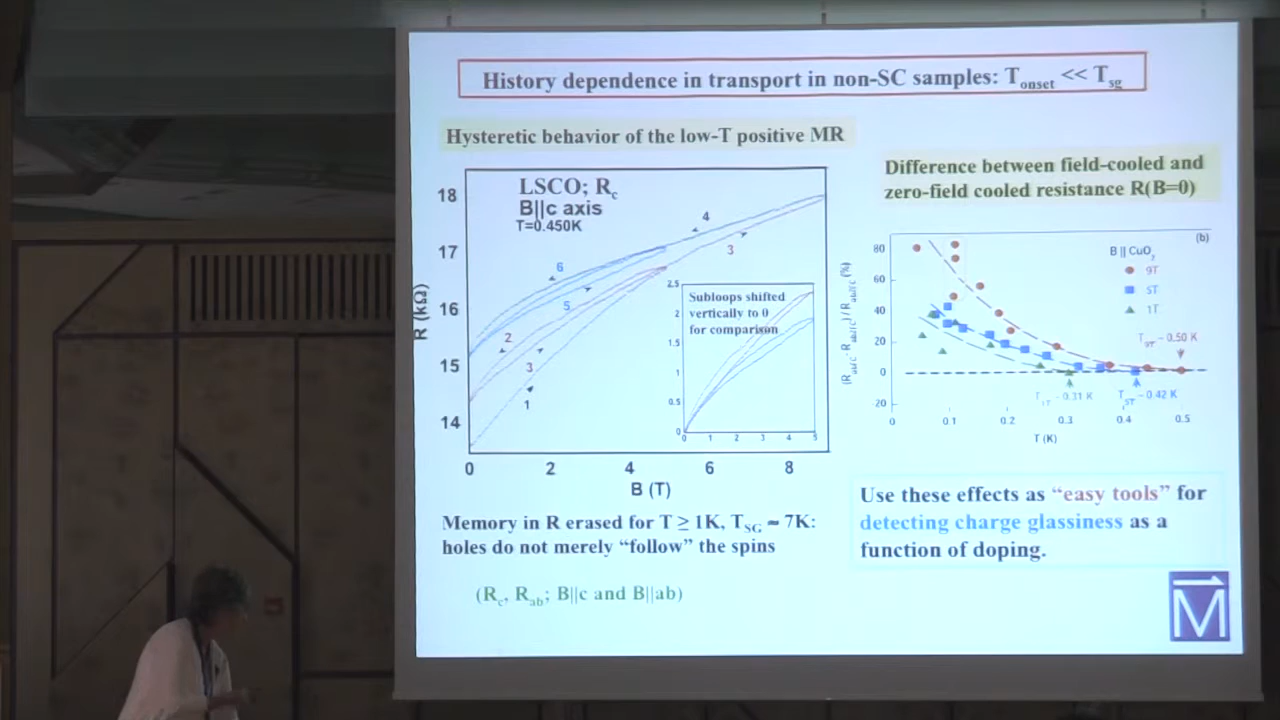 History dependence in transport in non-SC samples: T_onset << T_sg
Hysteretic behavior of the low-T positive MR
Difference between field-cooled and
zero-field cooled resistance R(B=0)
LSCO; R_c
B||c axis
T=0.450K
18
17
16
15
14
R (kΩ)
0 2 4 6 8
B (T)
4
3
6
5
2
3
1
Subloops shifted
vertically to 0
for comparison
2.5
2
1.5
1
0.5
0
0 1 2 3 4 5
(b)
B || CuO_2
9T
5T
1T
80
60
40
20
0
20
T_9T ~ 0.50 K
~ 0.31 K
T_5T ~ 0.42 K
0 0.1 0.2 0.3 0.4 0.5
T (K)
Memory in R erased for T ≥ 1K, T_SG ~ 7K:
holes do not merely “follow” the spins
(R_c, R_ab; B||c and B||ab)
Use these effects as “easy tools” for
detecting charge glassiness as a
function of doping.
M